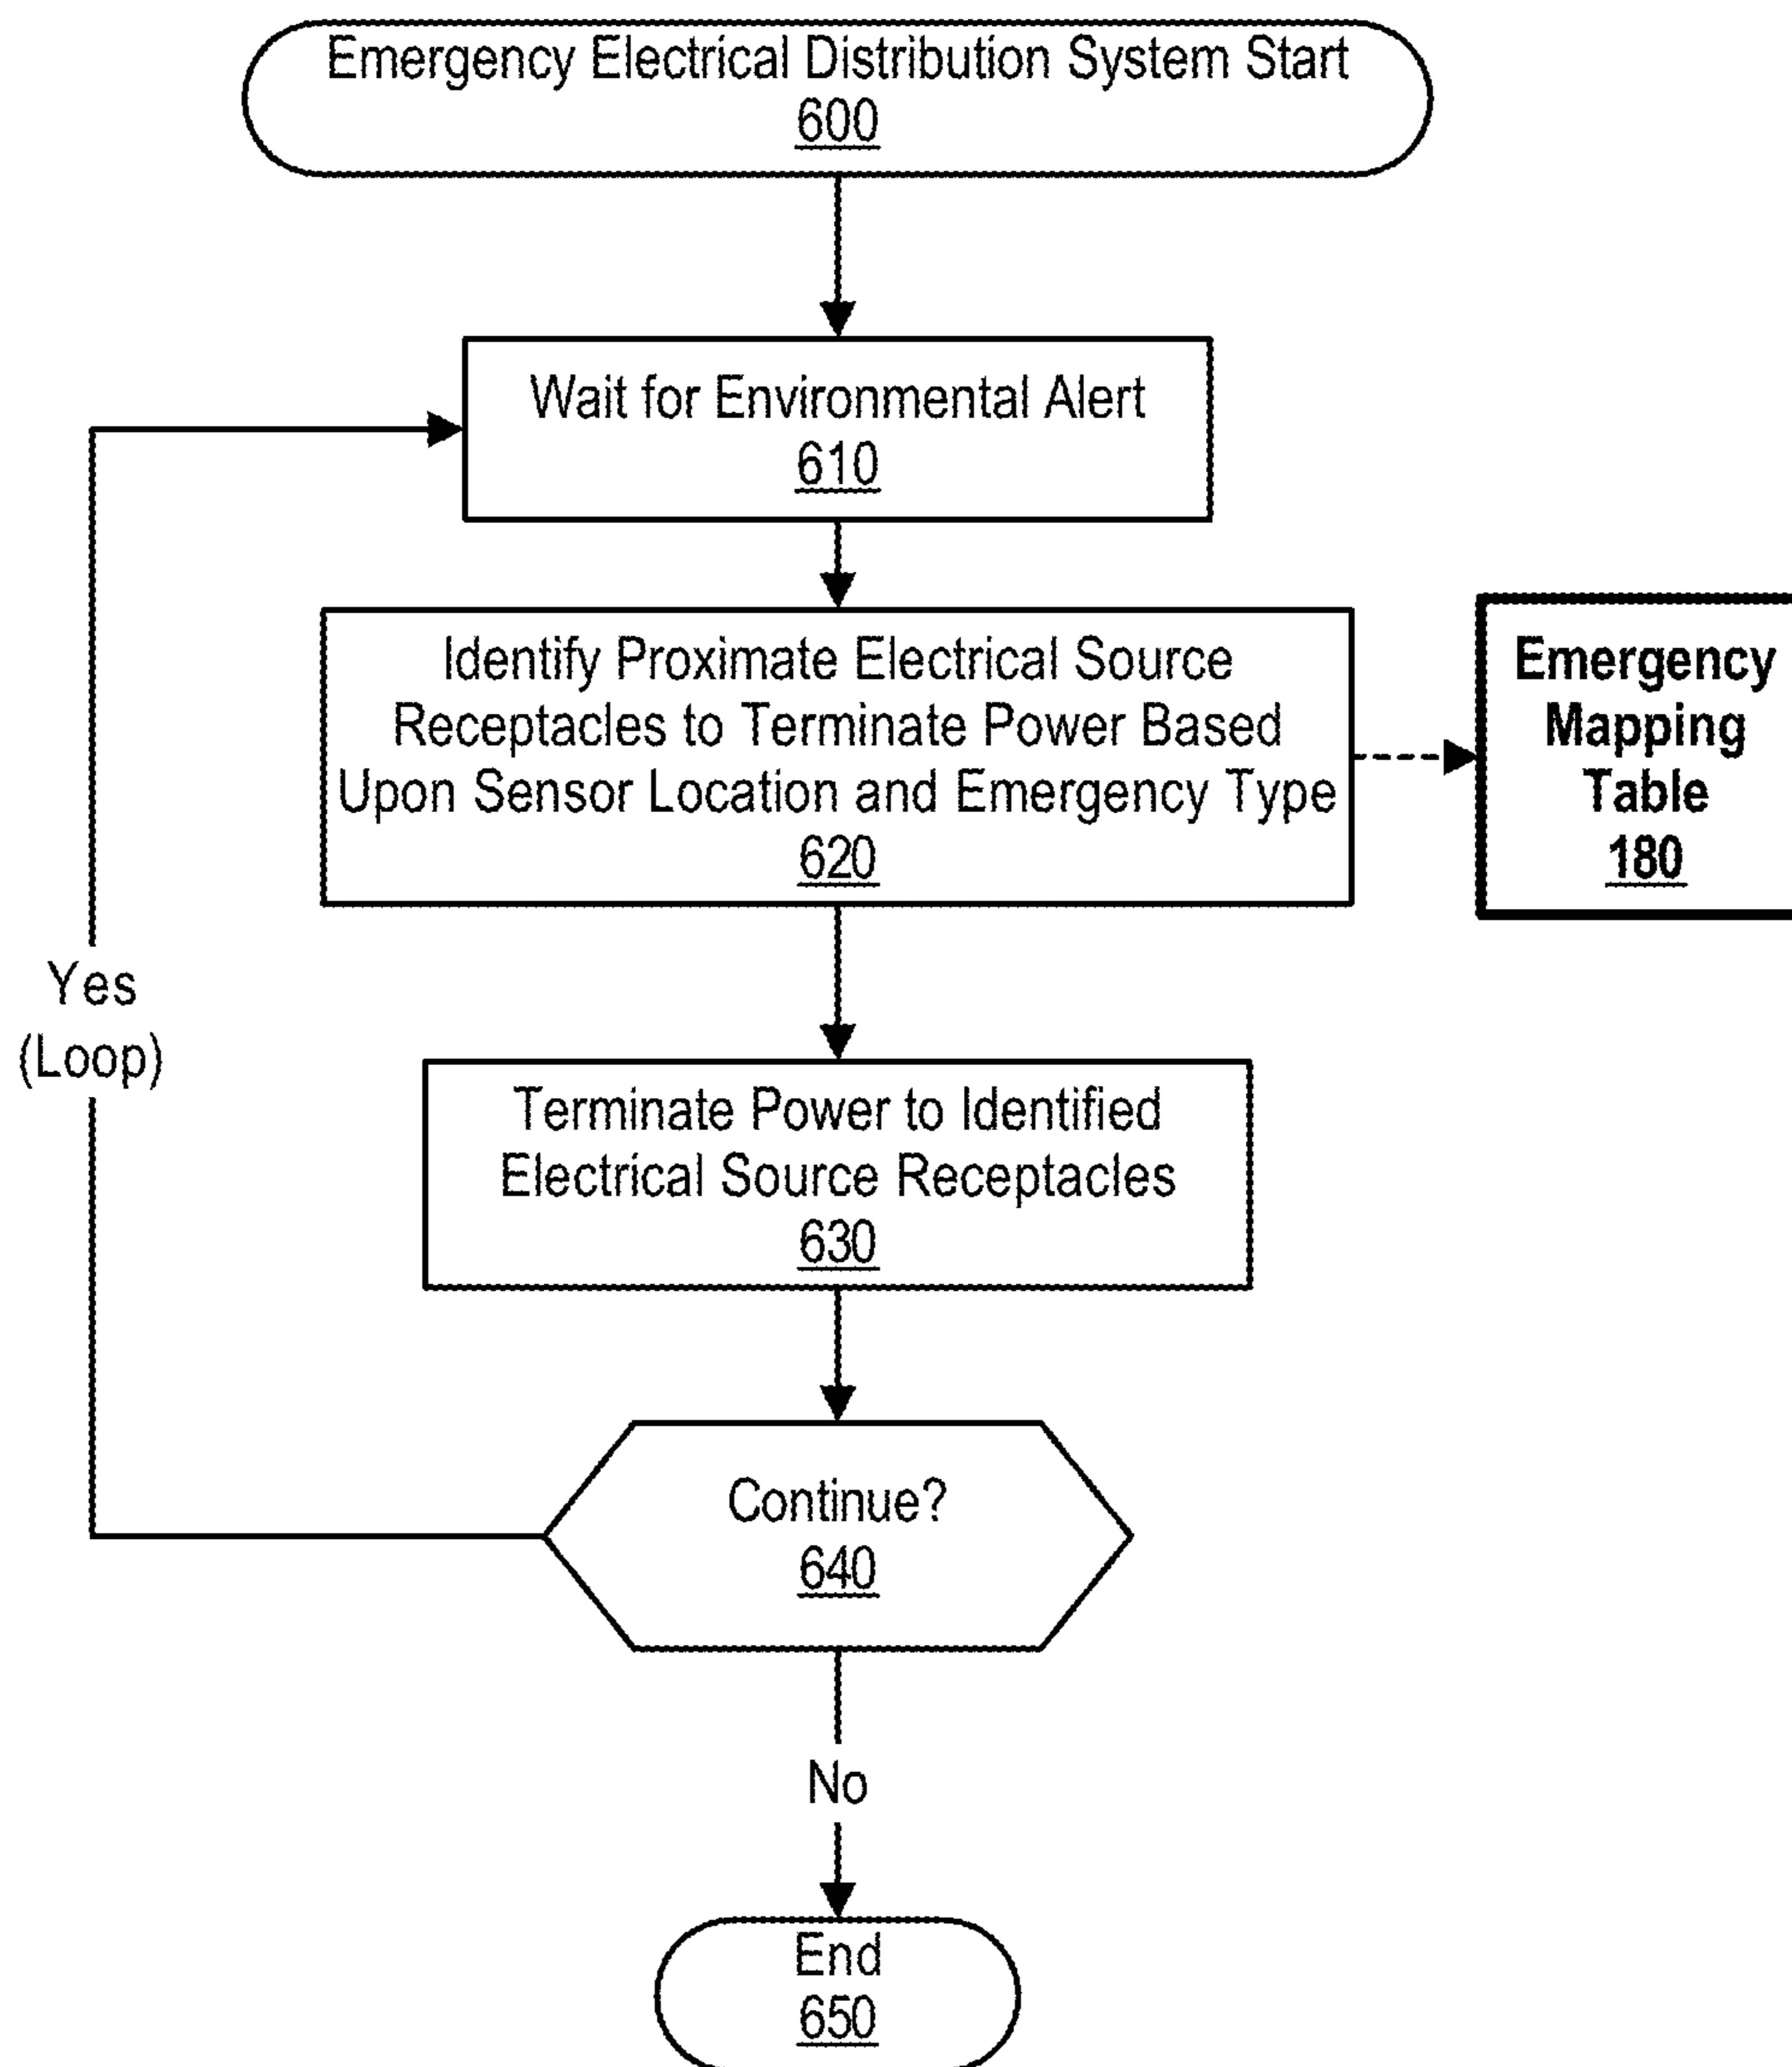 Emergency Electrical Distribution System Start
600
Wait for Environmental Alert
610
Identify Proximate Electrical Source
Receptacles to Terminate Power Based
Upon Sensor Location and Emergency Type
620
Emergency
Mapping
Table
180
Yes
(Loop)
Terminate Power to Identified
Electrical Source Receptacles
630
Continue?
640
No
End
650